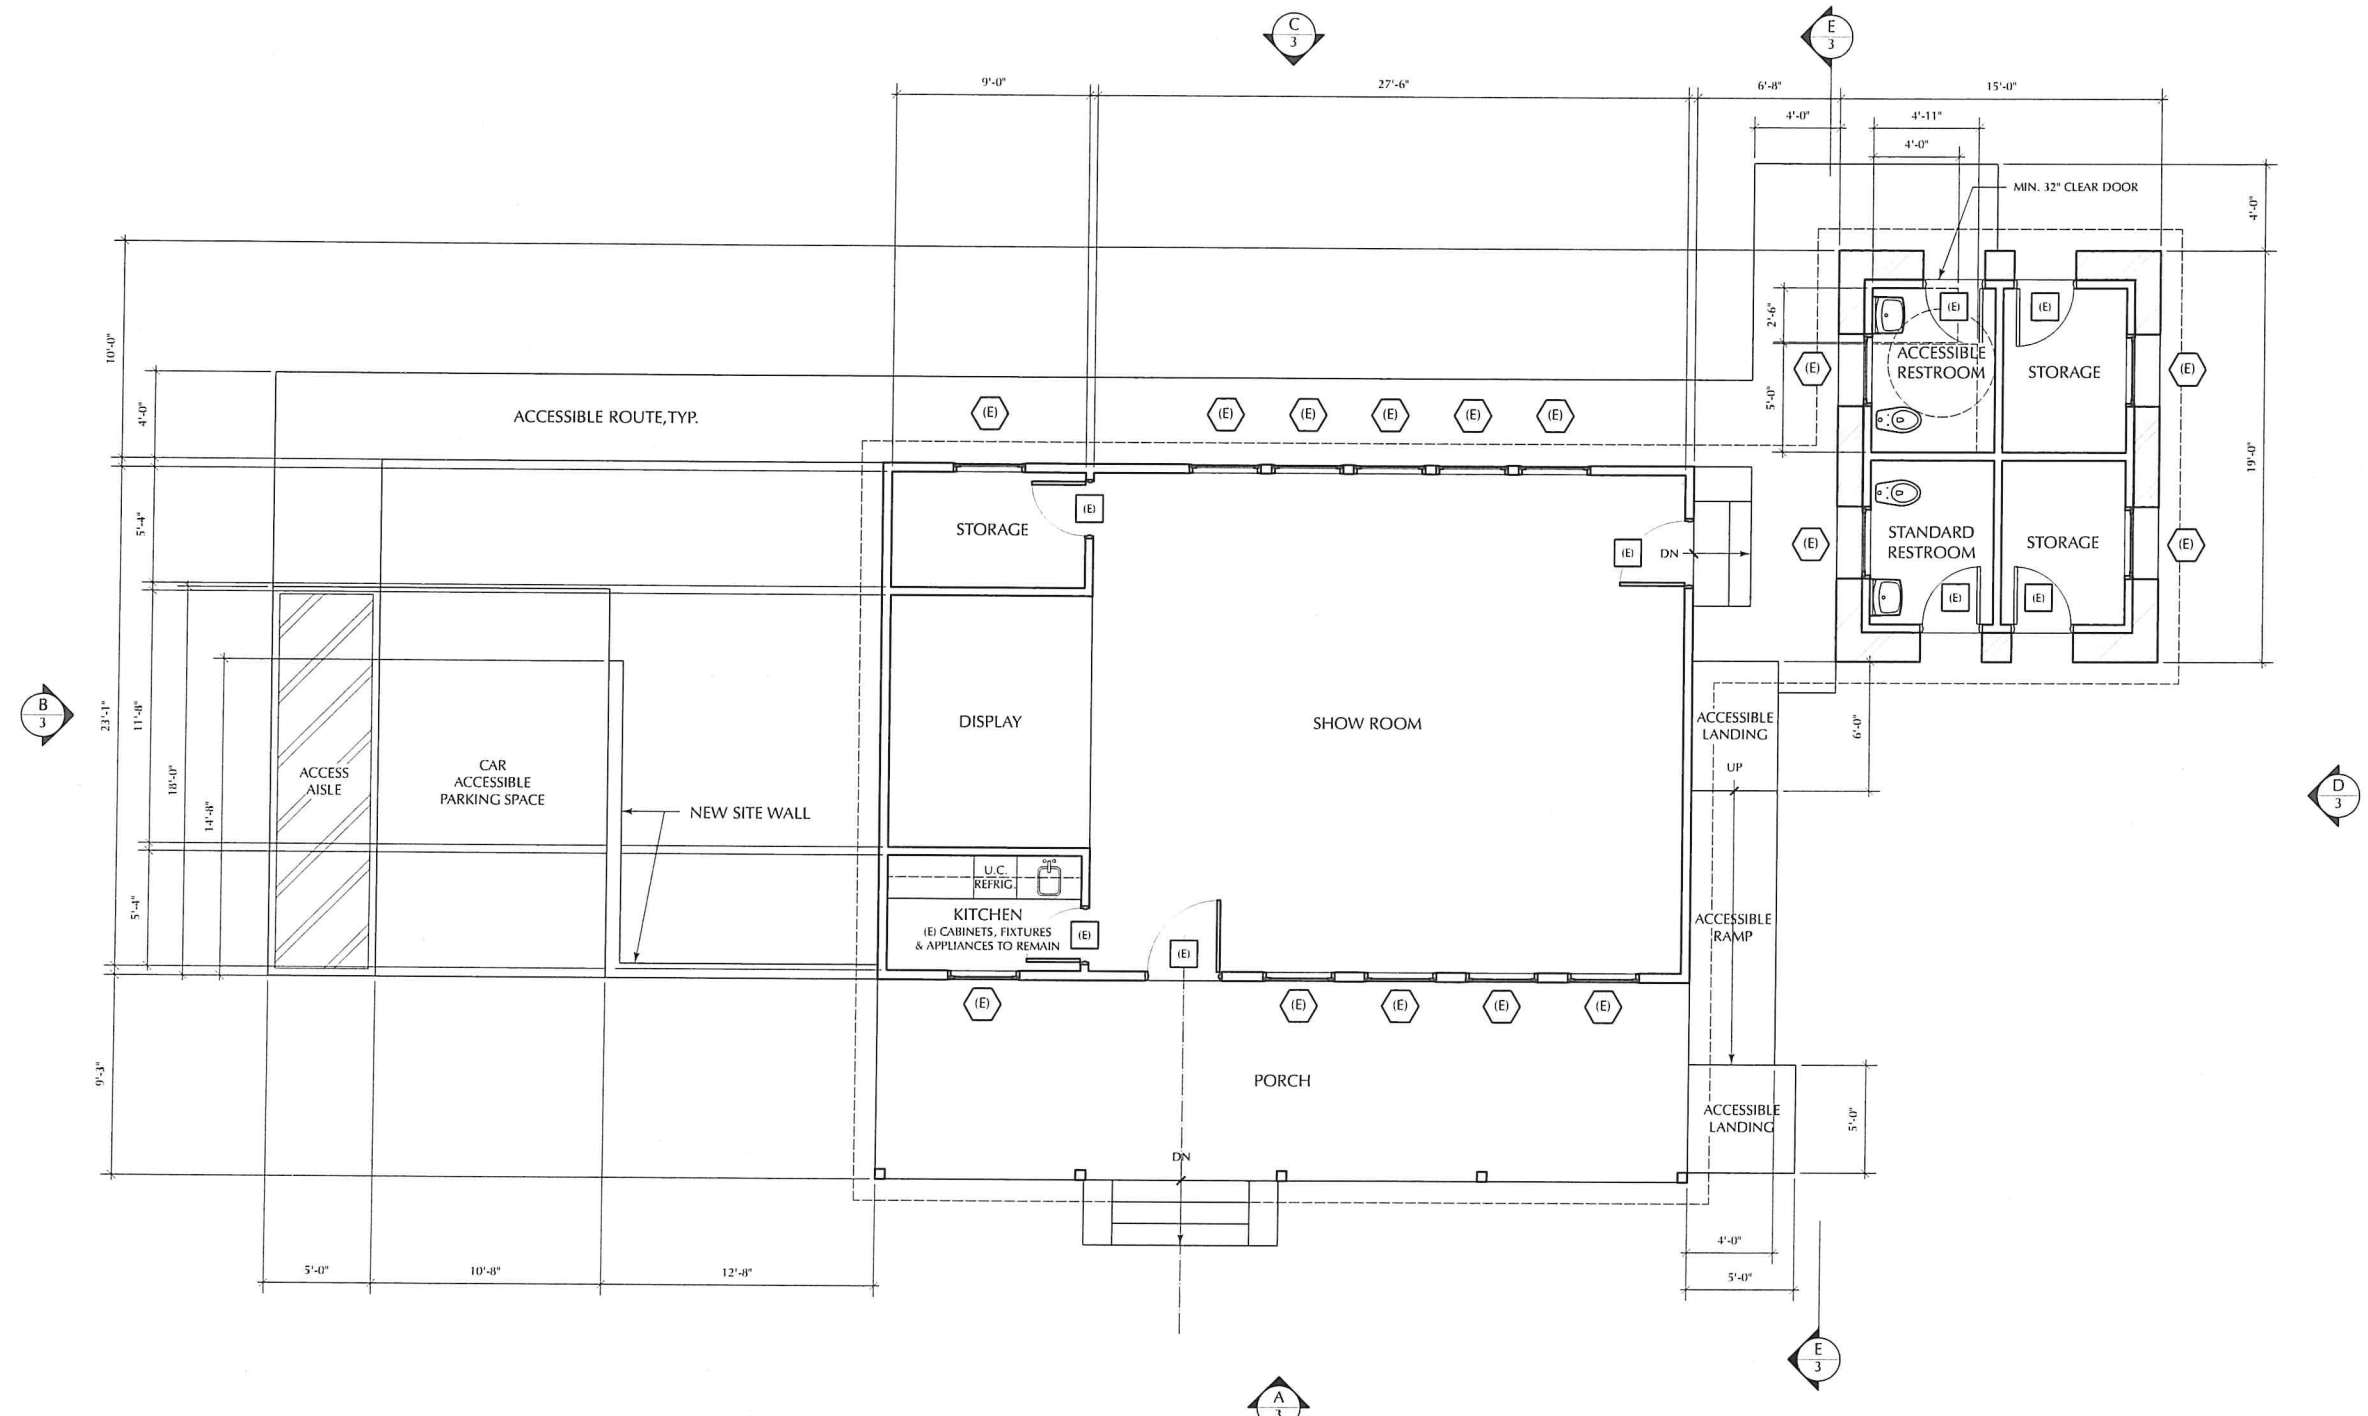 C
3
E
3
9'-0"
27'-6"
6'-8"
15'-0"
4'-0"
4'-11"
4'-0"
MIN. 32" CLEAR DOOR
4'-0"
10'-0"
2'-6"
(E)
(E)
ACCESSIBLE
RESTROOM
STORAGE
(E)
(E)
4'-0"
ACCESSIBLE ROUTE, TYP.
(E)
(E)
(E)
(E)
(E)
(E)
5'-0"
19'-0"
5'-4"
STORAGE
(E)
(E)
DN
(E)
STANDARD
RESTROOM
STORAGE
(E)
(E)
(E)
B
3
23'-1"
11'-8"
18'-0"
14'-8"
ACCESS
AISLE
CAR
ACCESSIBLE
PARKING SPACE
NEW SITE WALL
DISPLAY
SHOW ROOM
ACCESSIBLE
LANDING
UP
6'-0"
D
3
5'-4"
U.C.
REFRIG.
KITCHEN
(E) CABINETS, FIXTURES
& APPLIANCES TO REMAIN
(E)
(E)
ACCESSIBLE
RAMP
(E)
(E)
(E)
(E)
(E)
9'-3"
PORCH
ACCESSIBLE
LANDING
5'-0"
DN
5'-0"
10'-8"
12'-8"
4'-0"
5'-0"
E
3
A
3